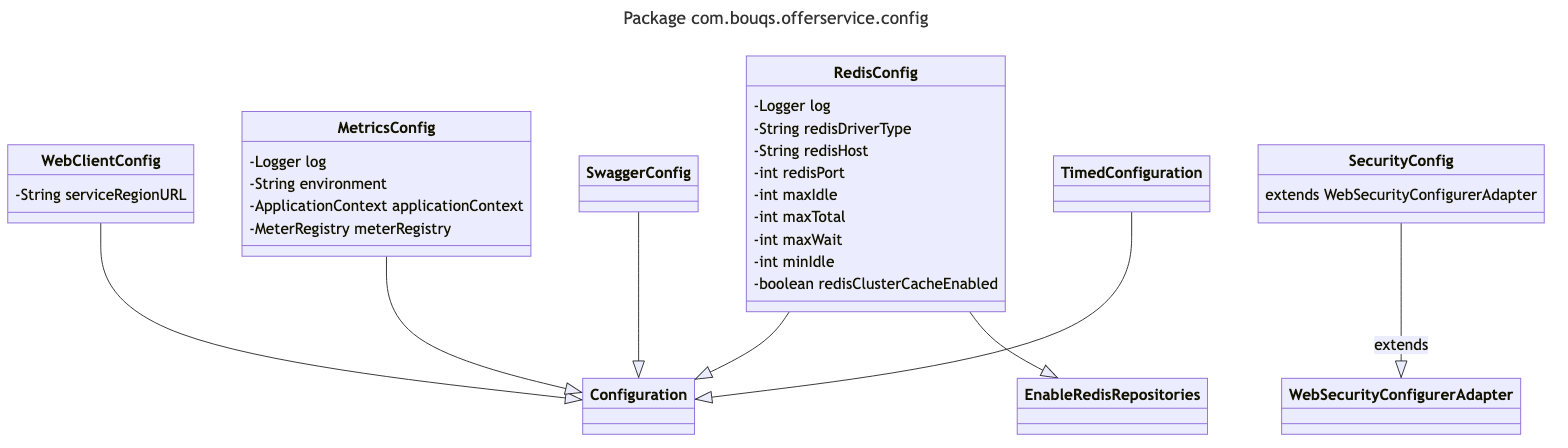 Package com.bouqs.offerservice.config
WebClientConfig
-String serviceRegionURL
MetricsConfig
-Logger log
-String environment
-ApplicationContext applicationContext
-MeterRegistry meterRegistry
SwaggerConfig
RedisConfig
-Logger log
-String redisDriverType
-String redisHost
-int redisPort
-int maxIdle
-int maxTotal
-int maxWait
-int minIdle
-boolean redisClusterCacheEnabled
TimedConfiguration
SecurityConfig
extends WebSecurityConfigurerAdapter
extends
Configuration
EnableRedisRepositories
WebSecurityConfigurerAdapter